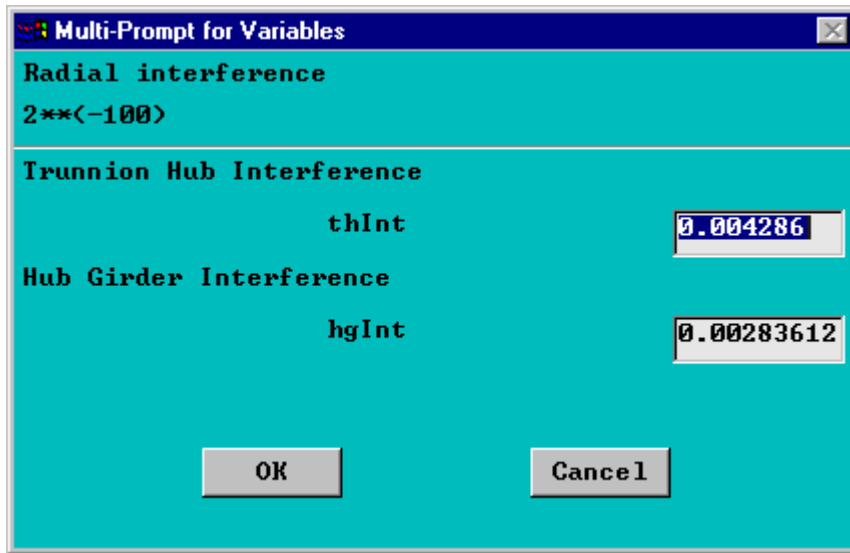 Multi-Prompt for Variables
Radial interference
2**(-100)
Trunnion Hub Interference
thInt 0.004286
Hub Girder Interference
hgInt 0.00283612
OK Cancel